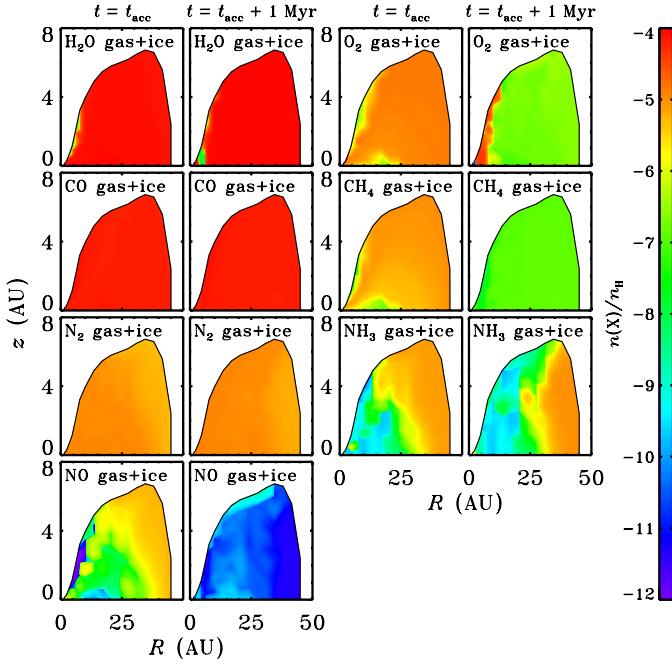 t = t_acc t = t_acc + 1 Myr t = t_acc t = t_acc + 1 Myr
8 H₂O gas+ice H₂O gas+ice O₂ gas+ice O₂ gas+ice -4
4 -5
0
8 CO gas+ice CO gas+ice CH₄ gas+ice CH₄ gas+ice -6
4 -7
0
8 N₂ gas+ice N₂ gas+ice NH₃ gas+ice NH₃ gas+ice -8
z (AU)
n(X)/n_H
4 -9
0
0 25 0 25 50
R (AU)
8 NO gas+ice NO gas+ice -10
4 -11
0 -12
0 25 0 25 50
R (AU)